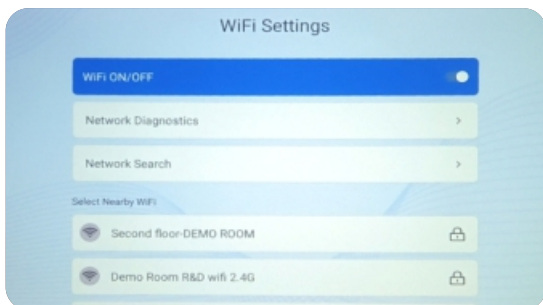 WiFi Settings
WiFi ON/OFF
Network Diagnostics
Network Search
Select Nearby WiFi
Second floor-DEMO ROOM
Demo Room R&D wifi 2.4G